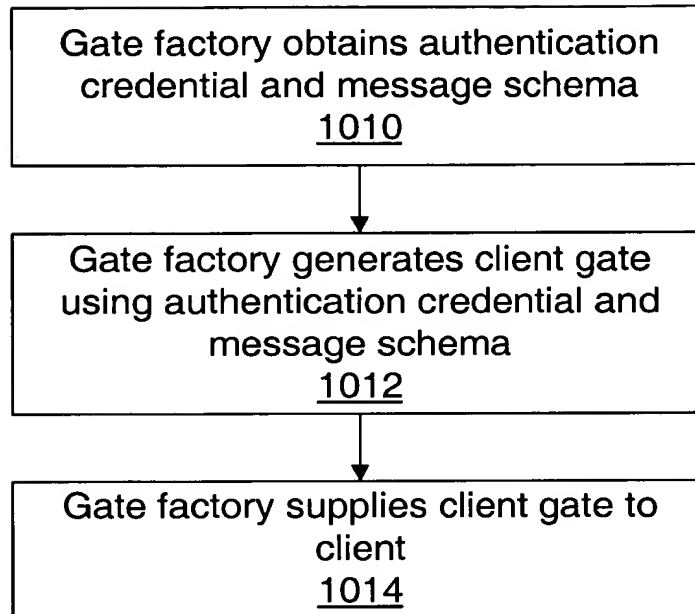 Gate factory obtains authentication
credential and message schema
1010
Gate factory generates client gate
using authentication credential and
message schema
1012
Gate factory supplies client gate to
client
1014